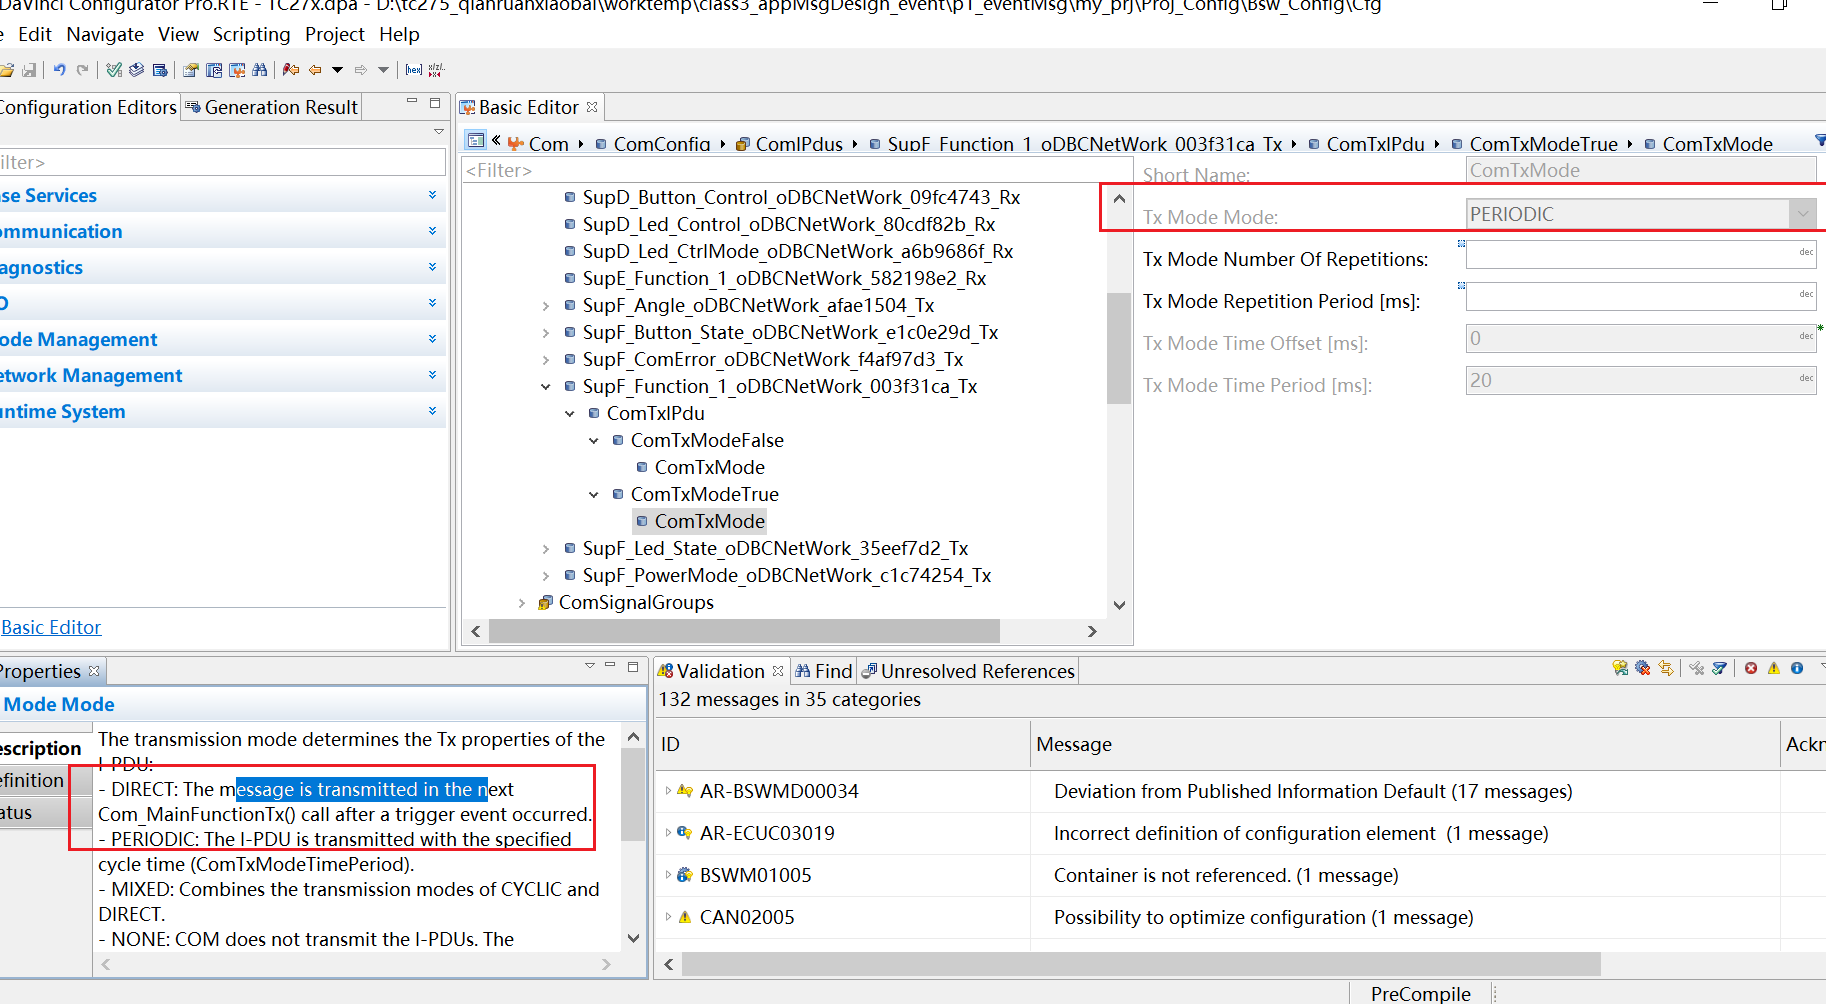 DaVinci Configurator Pro.RTE - TC27x.dpa - D:\tc275_qianruanxiaobai\worktemp\class3_appMsgDesign_event\p1_eventMsg\my_prj\Proj_Config\Bsw_Config\Cfg
e Edit Navigate View Scripting Project Help
Configuration Editors
Generation Result
Basic Editor
Com ComConfig ComIPdus SupF_Function_1_oDBCNetWork_003f31ca_Tx ComTxIPdu ComTxModeTrue ComTxMode
ilter>
se Services
ommunication
agnostics
O
ode Management
etwork Management
untime System
Basic Editor
<Filter>
SupD_Button_Control_oDBCNetWork_09fc4743_Rx
SupD_Led_Control_oDBCNetWork_80cdf82b_Rx
SupD_Led_CtrlMode_oDBCNetWork_a6b9686f_Rx
SupE_Function_1_oDBCNetWork_582198e2_Rx
SupF_Angle_oDBCNetWork_afae1504_Tx
SupF_Button_State_oDBCNetWork_e1c0e29d_Tx
SupF_ComError_oDBCNetWork_f4af97d3_Tx
SupF_Function_1_oDBCNetWork_003f31ca_Tx
ComTxIPdu
ComTxModeFalse
ComTxMode
ComTxModeTrue
ComTxMode
SupF_Led_State_oDBCNetWork_35eef7d2_Tx
SupF_PowerMode_oDBCNetWork_c1c74254_Tx
ComSignalGroups
Short Name: ComTxMode
Tx Mode Mode: PERIODIC
Tx Mode Number Of Repetitions: dec
Tx Mode Repetition Period [ms]: dec
Tx Mode Time Offset [ms]: 0 dec
Tx Mode Time Period [ms]: 20 dec
Properties
Mode Mode
escription
efinition
atus
The transmission mode determines the Tx properties of the
I-PDU:
- DIRECT: The message is transmitted in the next
Com_MainFunctionTx() call after a trigger event occurred.
- PERIODIC: The I-PDU is transmitted with the specified
cycle time (ComTxModeTimePeriod).
- MIXED: Combines the transmission modes of CYCLIC and
DIRECT.
- NONE: COM does not transmit the I-PDUs. The
Validation
Find
Unresolved References
132 messages in 35 categories
ID Message Ackn
AR-BSWMD00034 Deviation from Published Information Default (17 messages)
AR-ECUC03019 Incorrect definition of configuration element (1 message)
BSWM01005 Container is not referenced. (1 message)
CAN02005 Possibility to optimize configuration (1 message)
PreCompile